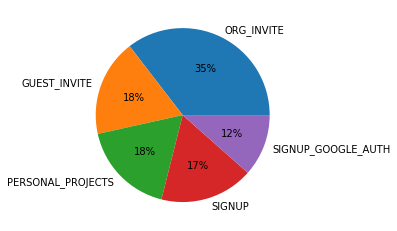 ORG_INVITE
35%
GUEST_INVITE
18%
PERSONAL_PROJECTS
18%
SIGNUP
17%
SIGNUP_GOOGLE_AUTH
12%